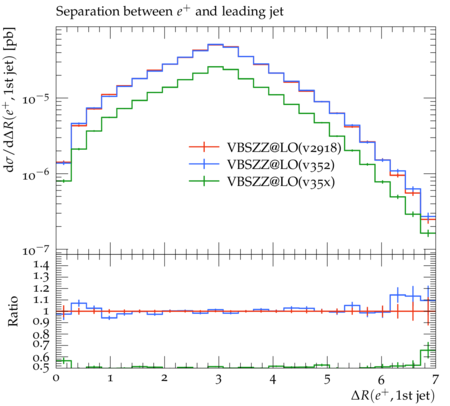 Separation between e⁺ and leading jet
dσ/dΔR(e⁺, 1st jet) [pb]
10⁻⁵
10⁻⁶
10⁻⁷
VBSZZ@LO(v2918)
VBSZZ@LO(v352)
VBSZZ@LO(v35x)
Ratio
1.4
1.3
1.2
1.1
1
0.9
0.8
0.7
0.6
0.5
0 1 2 3 4 5 6 7
ΔR(e⁺, 1st jet)